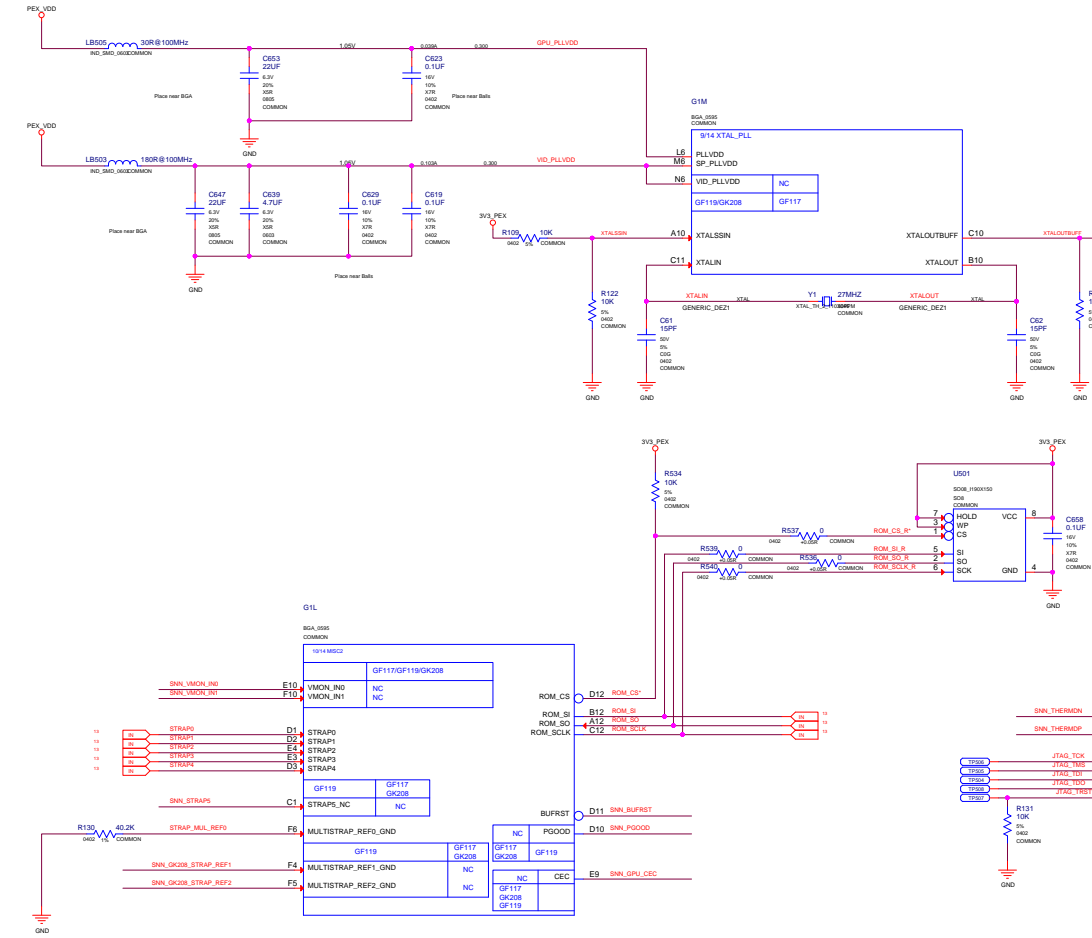 PEX_VDD
LB505 30R@100MHz
IND_SMD_0603 COMMON
1.05V 0.039A 0.300 GPU_PLLVDD
C653
22UF
6.3V
20%
X5R
0805
COMMON
C623
0.1UF
16V
10%
X7R
0402
COMMON
Place near BGA
Place near Balls
GND
PEX_VDD
LB503 180R@100MHz
IND_SMD_0603 COMMON
1.05V 0.103A 0.300 VID_PLLVDD
C647
22UF
6.3V
20%
X5R
0805
COMMON
C639
4.7UF
6.3V
20%
X5R
0603
COMMON
C629
0.1UF
16V
10%
X7R
0402
COMMON
C619
0.1UF
16V
10%
X7R
0402
COMMON
Place near BGA
Place near Balls
GND
G1M
BGA_0595
COMMON
9/14 XTAL_PLL
L6 PLLVDD
M6 SP_PLLVDD
N6 VID_PLLVDD NC
GF119/GK208 GF117
3V3_PEX
R109 10K
0402 5% COMMON
XTALSSIN A10 XTALSSIN
XTALOUTBUFF C10 XTALOUTBUFF
C11 XTALIN
XTALOUT B10
R122
10K
5%
0402
COMMON
GND
XTALIN XTAL
GENERIC_DEZ1
Y1 27MHZ
COMMON
XTALOUT XTAL
GENERIC_DEZ1
C61
15PF
50V
5%
C0G
0402
COMMON
GND
C62
15PF
50V
5%
C0G
0402
COMMON
GND
GND
3V3_PEX
R534
10K
5%
0402
COMMON
3V3_PEX
U501
SO08_I190X150
SO8
COMMON
7 HOLD VCC 8
3 WP
1 CS
5 SI
2 SO
6 SCK GND 4
C658
0.1UF
16V
10%
X7R
0402
COMMON
GND
R537 0 ROM_CS_R*
0402 +0.05R COMMON
R539 0 ROM_SI_R
0402 +0.05R COMMON
R536 0 ROM_SO_R
0402 +0.05R COMMON
R540 0 ROM_SCLK_R
0402 +0.05R COMMON
G1L
BGA_0595
COMMON
10/14 MISC2
GF117/GF119/GK208
SNN_VMON_IN0 E10 VMON_IN0 NC
SNN_VMON_IN1 F10 VMON_IN1 NC
ROM_CS D12 ROM_CS*
ROM_SI B12 ROM_SI IN
ROM_SO A12 ROM_SO IN
ROM_SCLK C12 ROM_SCLK IN
IN STRAP0 D1 STRAP0
IN STRAP1 D2 STRAP1
IN STRAP2 E4 STRAP2
IN STRAP3 E3 STRAP3
IN STRAP4 D3 STRAP4
GF119 GF117
GK208
SNN_STRAP5 C1 STRAP5_NC NC
R130 40.2K
0402 1% COMMON
STRAP_MUL_REF0 F6 MULTISTRAP_REF0_GND
GF119 GF117
GK208
SNN_GK208_STRAP_REF1 F4 MULTISTRAP_REF1_GND NC
SNN_GK208_STRAP_REF2 F5 MULTISTRAP_REF2_GND NC
BUFRST D11 SNN_BUFRST
NC PGOOD D10 SNN_PGOOD
GF117
GK208
GF119
NC CEC E9 SNN_GPU_CEC
GF117
GK208
GF119
GND
SNN_THERMDN
SNN_THERMDP
TP506 JTAG_TCK
TP505 JTAG_TMS
TP504 JTAG_TDI
TP508 JTAG_TDO
TP507 JTAG_TRST
R131
10K
5%
0402
COMMON
GND